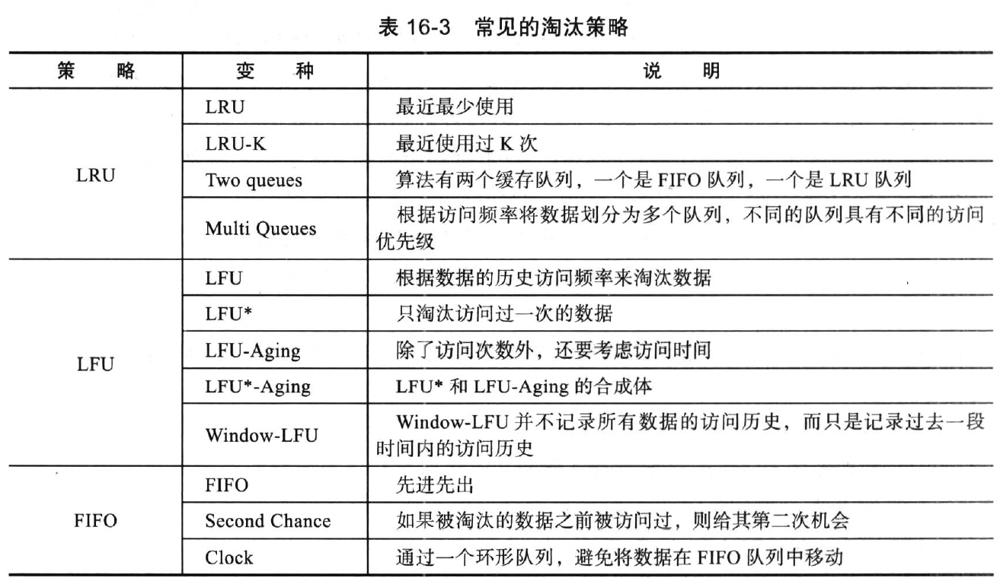 表 16-3 常见的淘汰策略
策 略 变 种 说 明
LRU
LRU 最近最少使用
LRU-K 最近使用过 K 次
Two queues 算法有两个缓存队列，一个是 FIFO 队列，一个是 LRU 队列
Multi Queues 根据访问频率将数据划分为多个队列，不同的队列具有不同的访问
优先级
LFU
LFU 根据数据的历史访问频率来淘汰数据
LFU* 只淘汰访问过一次的数据
LFU-Aging 除了访问次数外，还要考虑访问时间
LFU*-Aging LFU* 和 LFU-Aging 的合成体
Window-LFU Window-LFU 并不记录所有数据的访问历史，而只是记录过去一段
时间内的访问历史
FIFO
FIFO 先进先出
Second Chance 如果被淘汰的数据之前被访问过，则给其第二次机会
Clock 通过一个环形队列，避免将数据在 FIFO 队列中移动